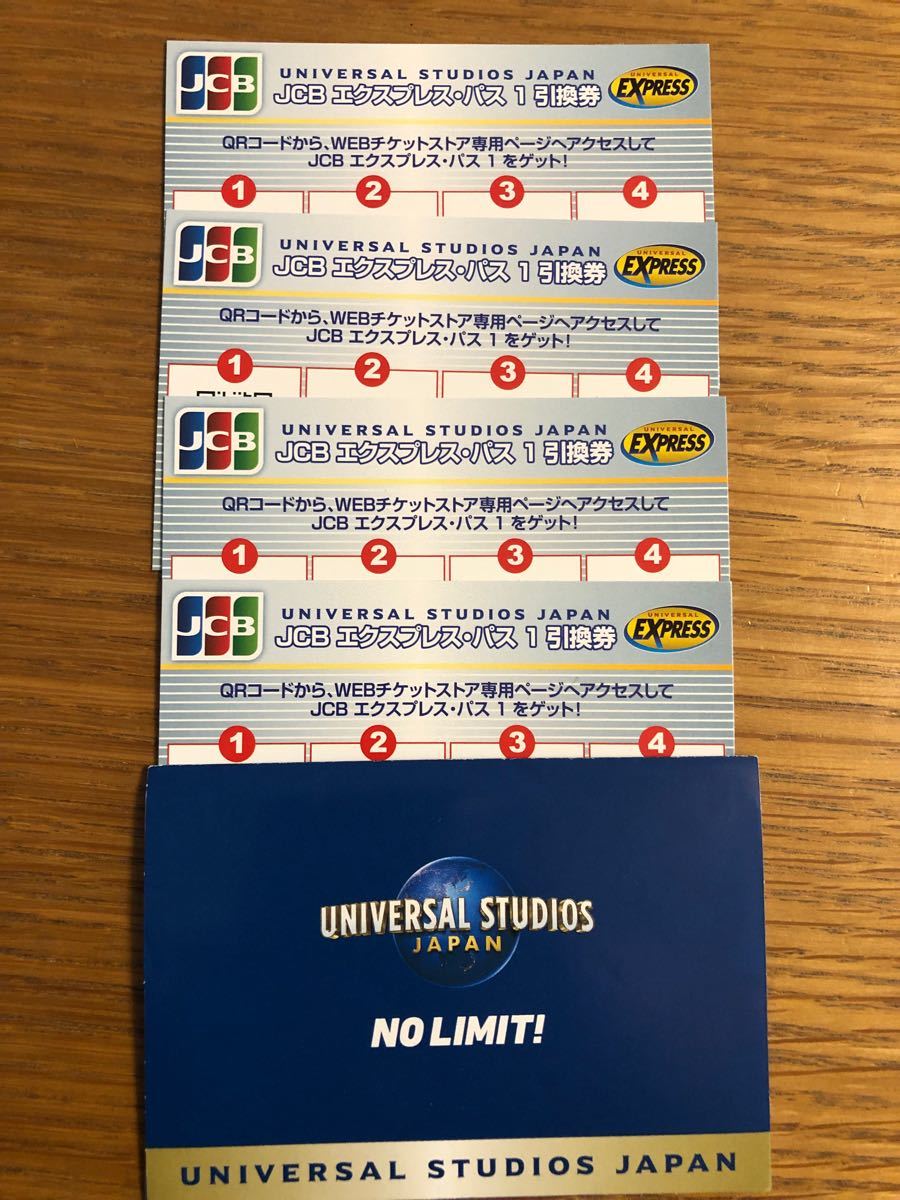 JCB
UNIVERSAL STUDIOS JAPAN
JCB エクスプレス・パス 1 引換券
UNIVERSAL
EXPRESS
QRコードから、WEBチケットストア専用ページへアクセスして
JCB エクスプレス・パス 1 をゲット!
1 2 3 4
JCB
UNIVERSAL STUDIOS JAPAN
JCB エクスプレス・パス 1 引換券
UNIVERSAL
EXPRESS
QRコードから、WEBチケットストア専用ページへアクセスして
JCB エクスプレス・パス 1 をゲット!
1 2 3 4
JCB
UNIVERSAL STUDIOS JAPAN
JCB エクスプレス・パス 1 引換券
UNIVERSAL
EXPRESS
QRコードから、WEBチケットストア専用ページへアクセスして
JCB エクスプレス・パス 1 をゲット!
1 2 3 4
JCB
UNIVERSAL STUDIOS JAPAN
JCB エクスプレス・パス 1 引換券
UNIVERSAL
EXPRESS
QRコードから、WEBチケットストア専用ページへアクセスして
JCB エクスプレス・パス 1 をゲット!
1 2 3 4
UNIVERSAL STUDIOS
JAPAN
NO LIMIT!
UNIVERSAL STUDIOS JAPAN